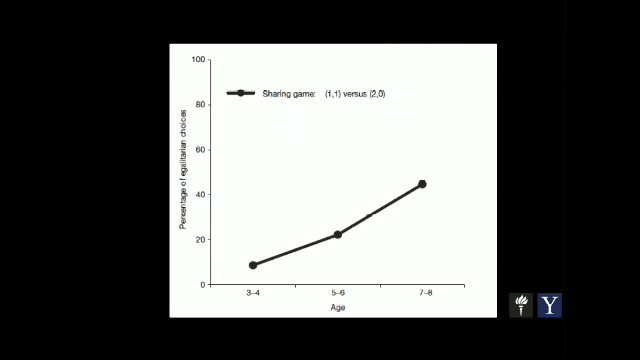 100
Sharing game: (1,1) versus (2,0)
80
60
40
20
0
Percentage of egalitarian choices
3–4 5–6 7–8
Age
Y